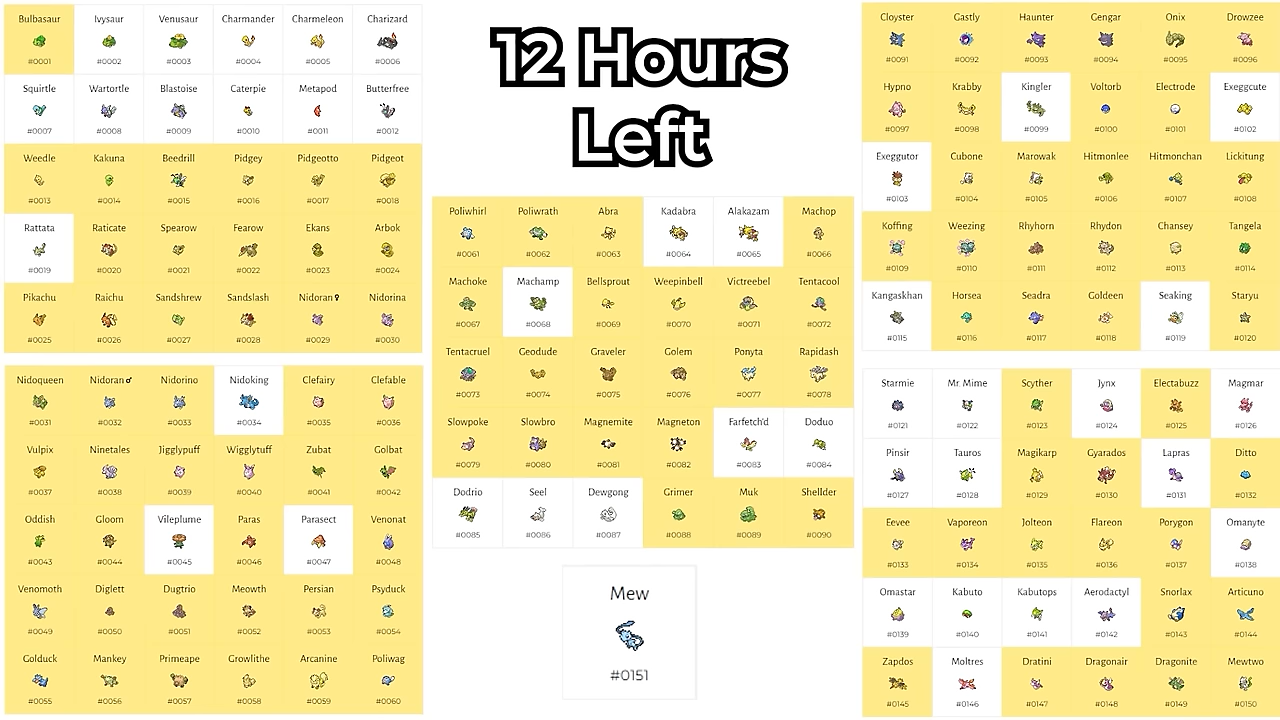 Bulbasaur Ivysaur Venusaur Charmander Charmeleon Charizard
#0001 #0002 #0003 #0004 #0005 #0006
Squirtle Wartortle Blastoise Caterpie Metapod Butterfree
#0007 #0008 #0009 #0010 #0011 #0012
Weedle Kakuna Beedrill Pidgey Pidgeotto Pidgeot
#0013 #0014 #0015 #0016 #0017 #0018
Rattata Raticate Spearow Fearow Ekans Arbok
#0019 #0020 #0021 #0022 #0023 #0024
Pikachu Raichu Sandshrew Sandslash Nidoran♀ Nidorina
#0025 #0026 #0027 #0028 #0029 #0030
Nidoqueen Nidoran♂ Nidorino Nidoking Clefairy Clefable
#0031 #0032 #0033 #0034 #0035 #0036
Vulpix Ninetales Jigglypuff Wigglytuff Zubat Golbat
#0037 #0038 #0039 #0040 #0041 #0042
Oddish Gloom Vileplume Paras Parasect Venonat
#0043 #0044 #0045 #0046 #0047 #0048
Venomoth Diglett Dugtrio Meowth Persian Psyduck
#0049 #0050 #0051 #0052 #0053 #0054
Golduck Mankey Primeape Growlithe Arcanine Poliwag
#0055 #0056 #0057 #0058 #0059 #0060
12 Hours
Left
Poliwhirl Poliwrath Abra Kadabra Alakazam Machop
#0061 #0062 #0063 #0064 #0065 #0066
Machoke Machamp Bellsprout Weepinbell Victreebel Tentacool
#0067 #0068 #0069 #0070 #0071 #0072
Tentacruel Geodude Graveler Golem Ponyta Rapidash
#0073 #0074 #0075 #0076 #0077 #0078
Slowpoke Slowbro Magnemite Magneton Farfetch'd Doduo
#0079 #0080 #0081 #0082 #0083 #0084
Dodrio Seel Dewgong Grimer Muk Shellder
#0085 #0086 #0087 #0088 #0089 #0090
Mew
#0151
Cloyster Gastly Haunter Gengar Onix Drowzee
#0091 #0092 #0093 #0094 #0095 #0096
Hypno Krabby Kingler Voltorb Electrode Exeggcute
#0097 #0098 #0099 #0100 #0101 #0102
Exeggutor Cubone Marowak Hitmonlee Hitmonchan Lickitung
#0103 #0104 #0105 #0106 #0107 #0108
Koffing Weezing Rhyhorn Rhydon Chansey Tangela
#0109 #0110 #0111 #0112 #0113 #0114
Kangaskhan Horsea Seadra Goldeen Seaking Staryu
#0115 #0116 #0117 #0118 #0119 #0120
Starmie Mr. Mime Scyther Jynx Electabuzz Magmar
#0121 #0122 #0123 #0124 #0125 #0126
Pinsir Tauros Magikarp Gyarados Lapras Ditto
#0127 #0128 #0129 #0130 #0131 #0132
Eevee Vaporeon Jolteon Flareon Porygon Omanyte
#0133 #0134 #0135 #0136 #0137 #0138
Omastar Kabuto Kabutops Aerodactyl Snorlax Articuno
#0139 #0140 #0141 #0142 #0143 #0144
Zapdos Moltres Dratini Dragonair Dragonite Mewtwo
#0145 #0146 #0147 #0148 #0149 #0150